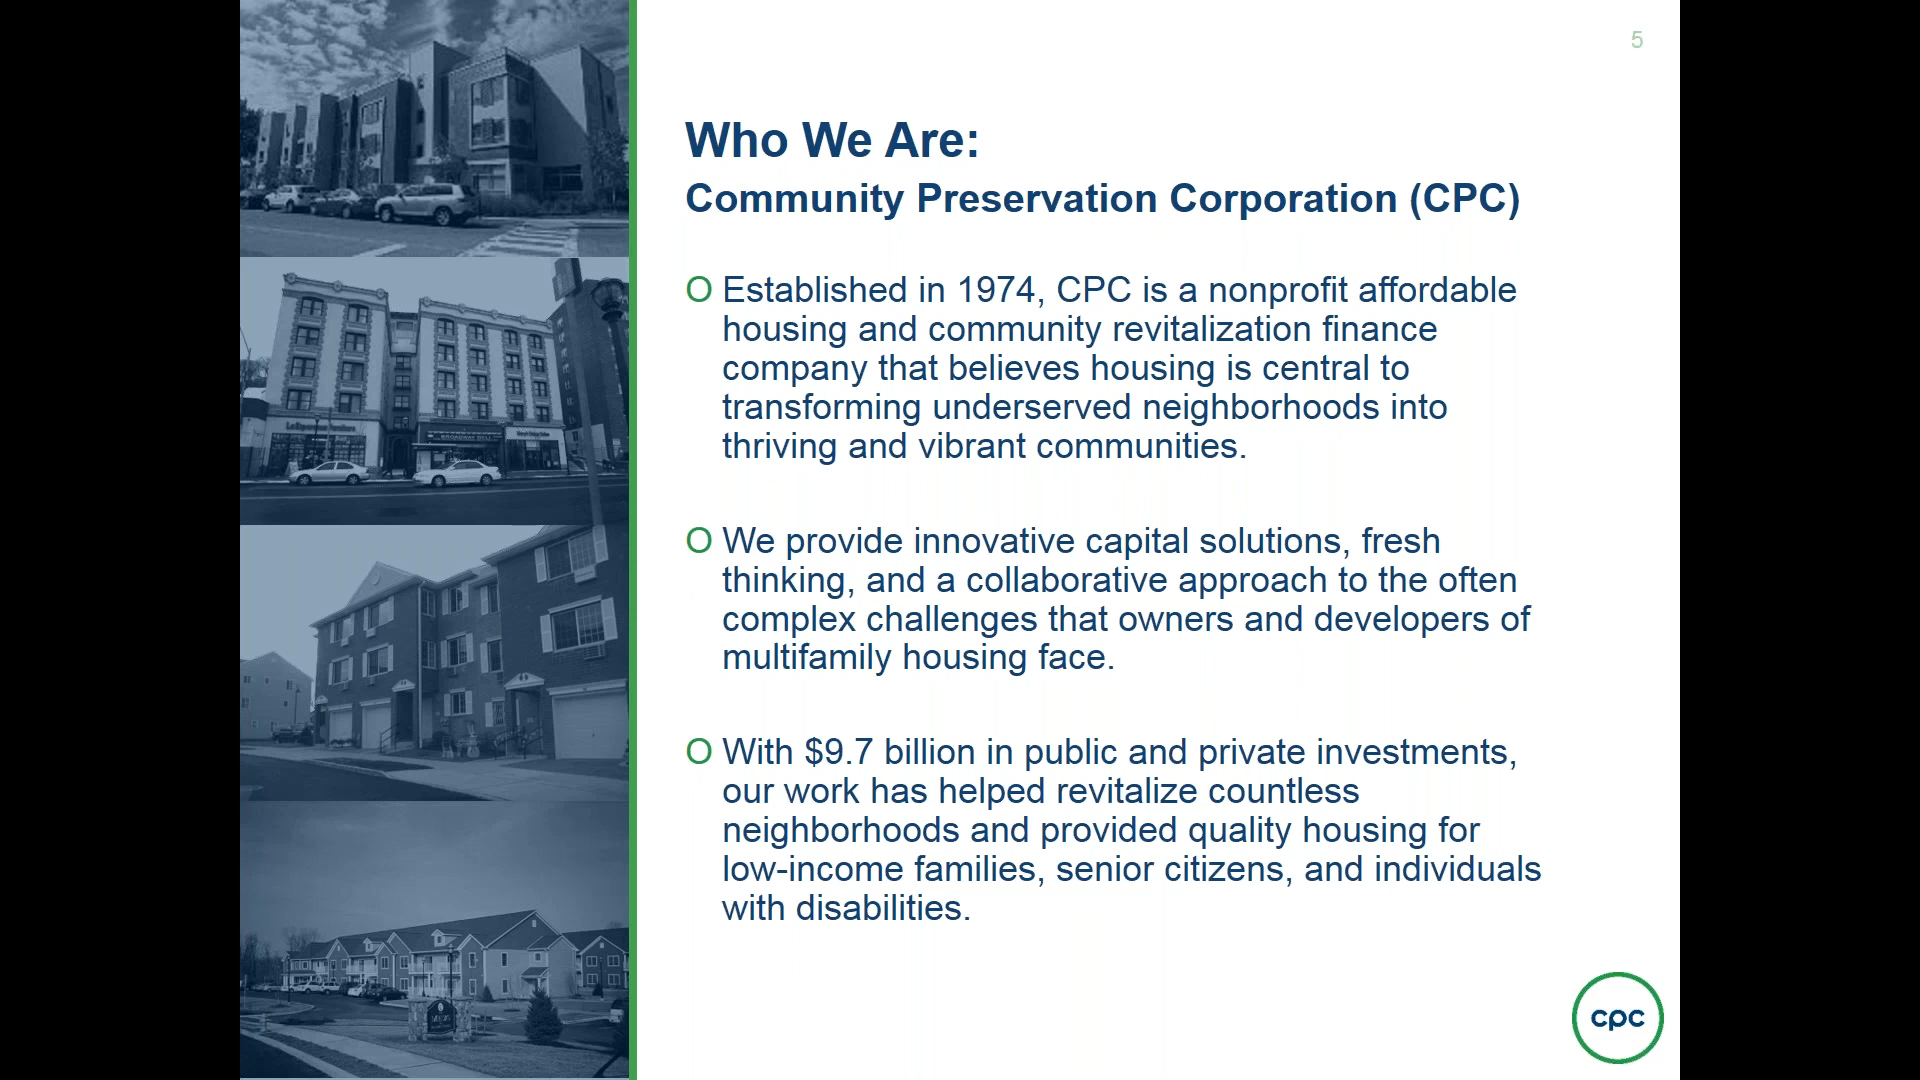 5
Who We Are:
Community Preservation Corporation (CPC)
O Established in 1974, CPC is a nonprofit affordable
housing and community revitalization finance
company that believes housing is central to
transforming underserved neighborhoods into
thriving and vibrant communities.
O We provide innovative capital solutions, fresh
thinking, and a collaborative approach to the often
complex challenges that owners and developers of
multifamily housing face.
O With $9.7 billion in public and private investments,
our work has helped revitalize countless
neighborhoods and provided quality housing for
low-income families, senior citizens, and individuals
with disabilities.
cpc
BROADWAY DELI